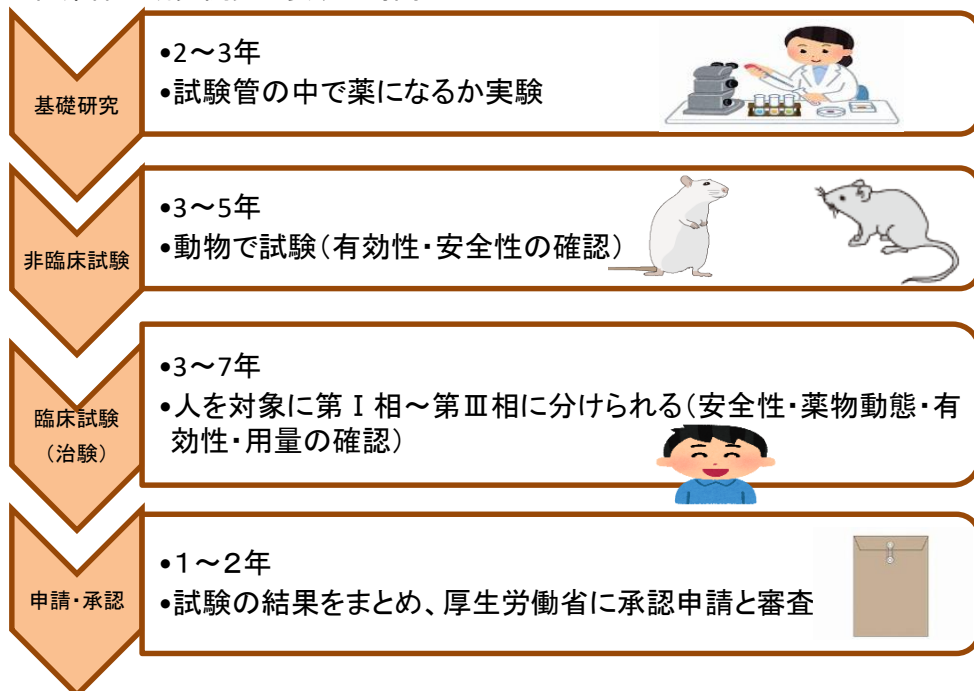 基礎研究
•2～3年
•試験管の中で薬になるか実験
非臨床試験
•3～5年
•動物で試験(有効性・安全性の確認)
臨床試験
(治験)
•3～7年
•人を対象に第Ⅰ相～第Ⅲ相に分けられる(安全性・薬物動態・有
効性・用量の確認)
申請・承認
•１～２年
•試験の結果をまとめ、厚生労働省に承認申請と審査